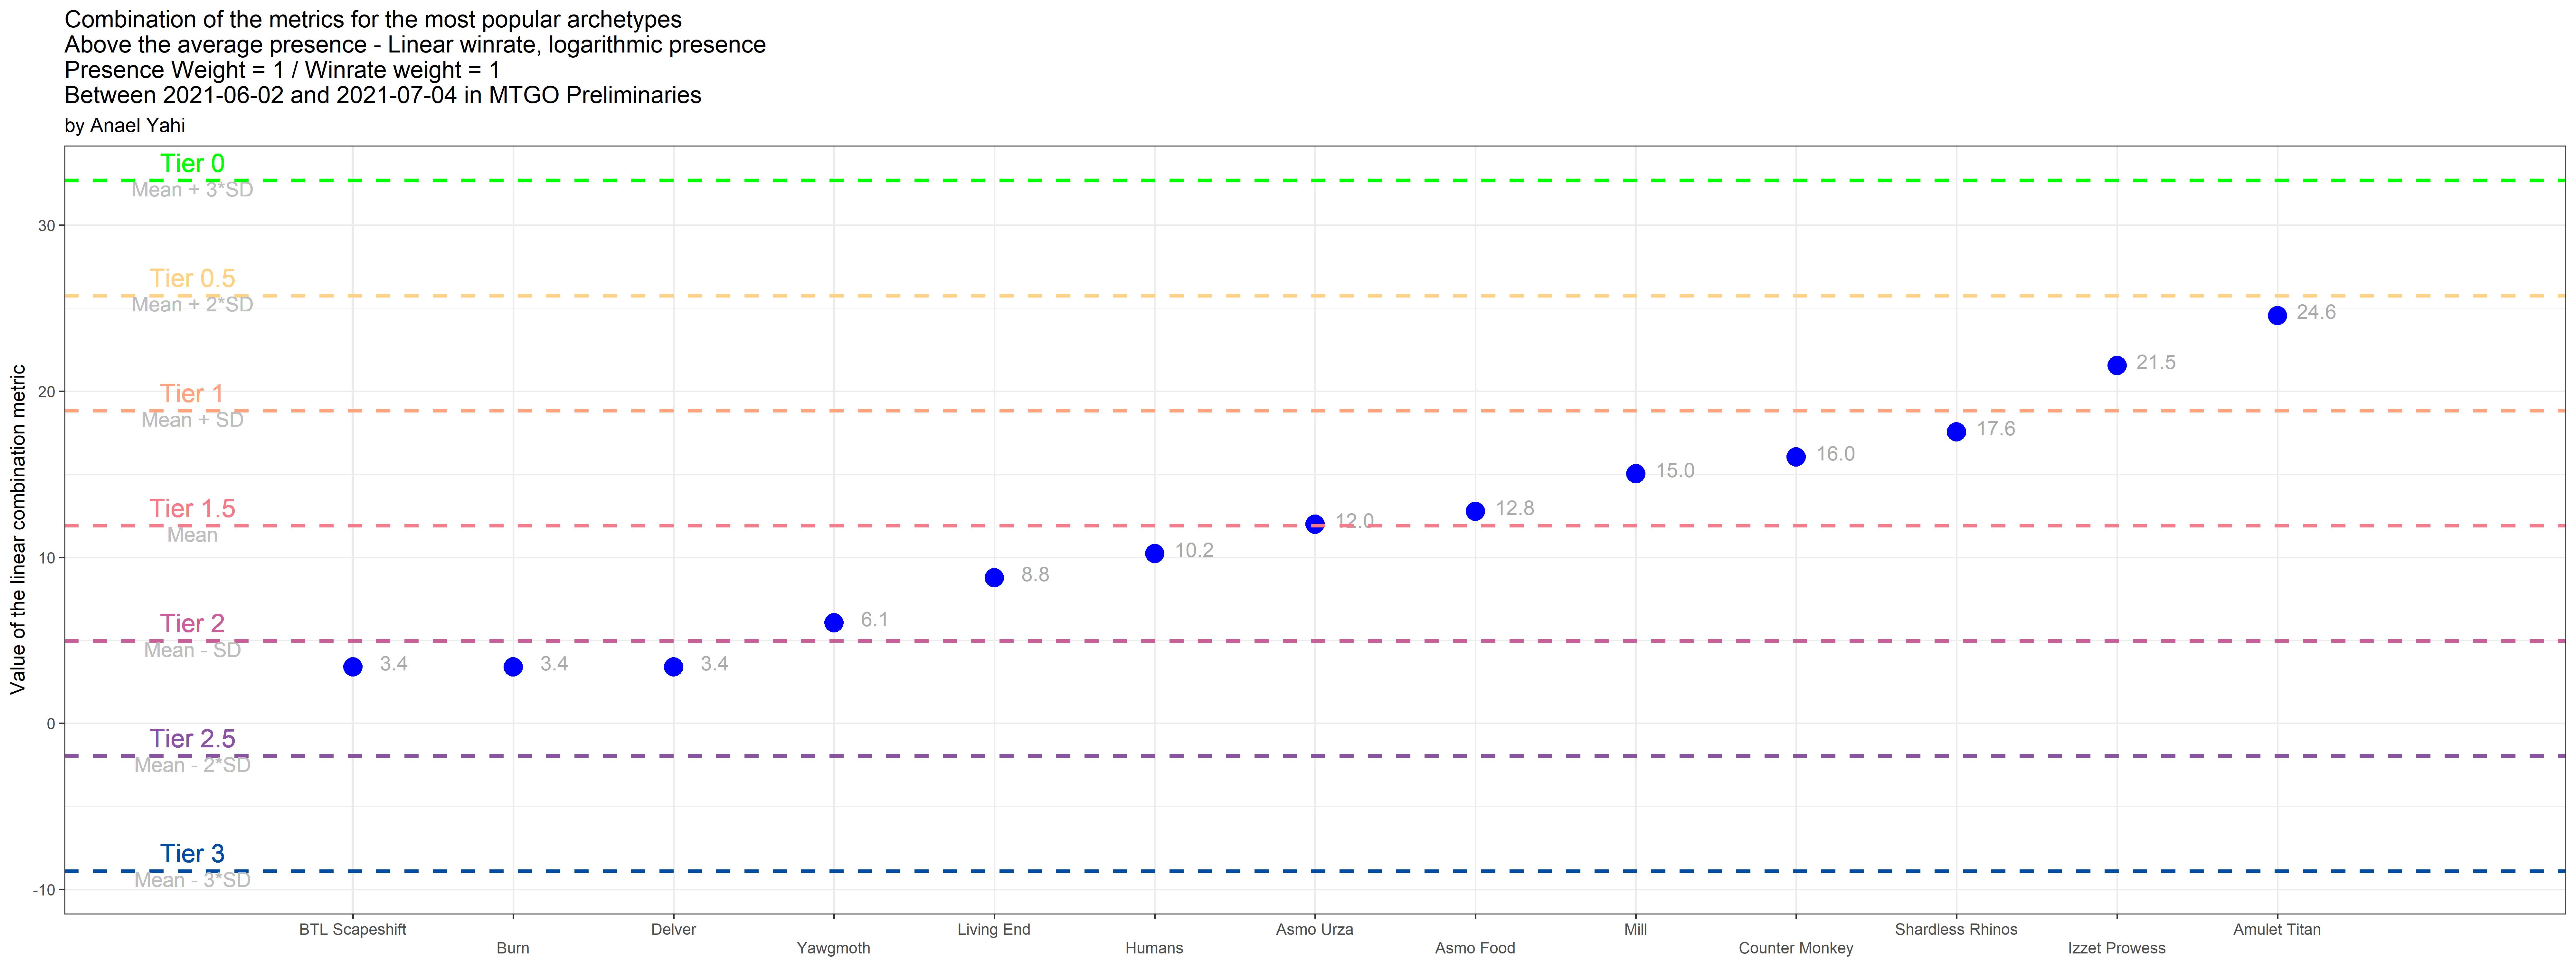 Combination of the metrics for the most popular archetypes
Above the average presence - Linear winrate, logarithmic presence
Presence Weight = 1 / Winrate weight = 1
Between 2021-06-02 and 2021-07-04 in MTGO Preliminaries
by Anael Yahi
Value of the linear combination metric
Tier 0
Mean + 3*SD
30
Tier 0.5
Mean + 2*SD
24.6
21.5
20
Tier 1
Mean + SD
17.6
16.0
15.0
Tier 1.5
12.8
12.0
Mean
10
10.2
8.8
Tier 2
6.1
Mean - SD
3.4
3.4
3.4
0
Tier 2.5
Mean - 2*SD
Tier 3
Mean - 3*SD
-10
BTL Scapeshift
Burn
Delver
Yawgmoth
Living End
Humans
Asmo Urza
Asmo Food
Mill
Counter Monkey
Shardless Rhinos
Izzet Prowess
Amulet Titan